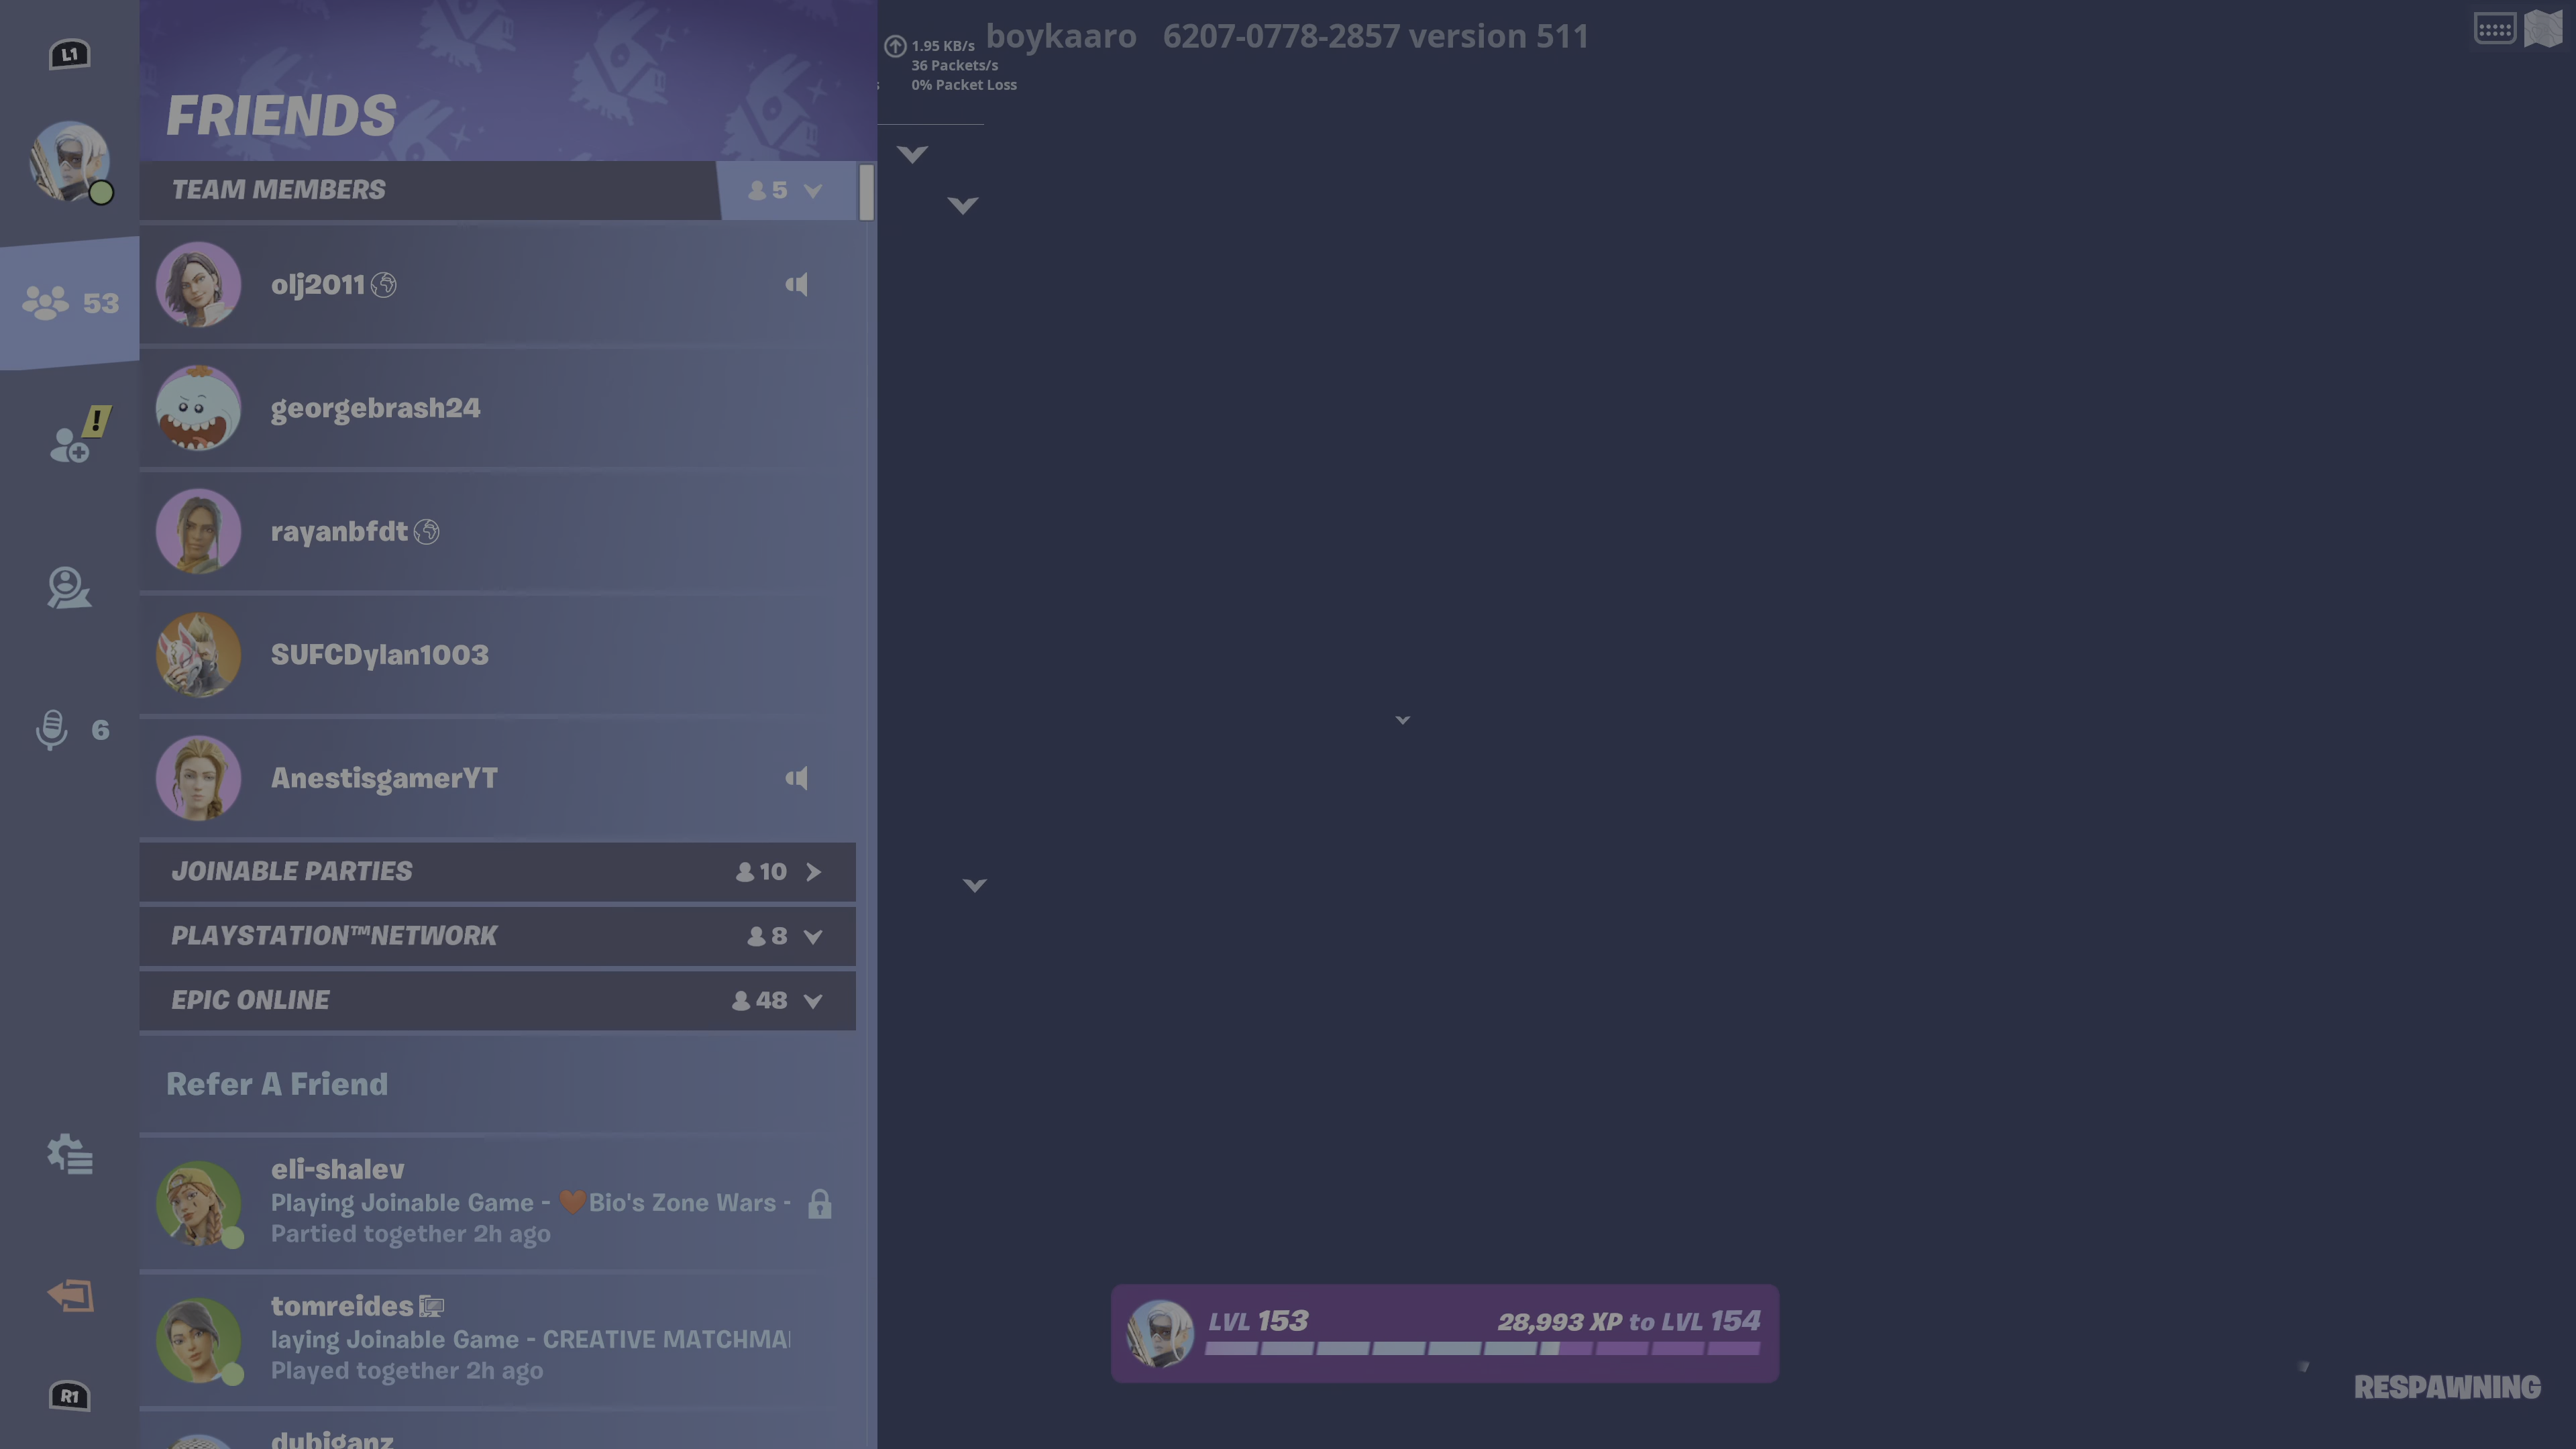 L1
1.95 KB/s
boykaaro 6207-0778-2857 version 511
36 Packets/s
0% Packet Loss
FRIENDS
TEAM MEMBERS 5
olj2011
53
georgebrash24
!
rayanbfdt
SUFCDylan1003
6
AnestisgamerYT
JOINABLE PARTIES 10
PLAYSTATION™NETWORK 8
EPIC ONLINE 48
Refer A Friend
eli-shalev
Playing Joinable Game - 🧡Bio's Zone Wars -
Partied together 2h ago
tomreides
laying Joinable Game - CREATIVE MATCHMA
Played together 2h ago
LVL 153 28,993 XP to LVL 154
RESPAWNING
R1
dubiganz